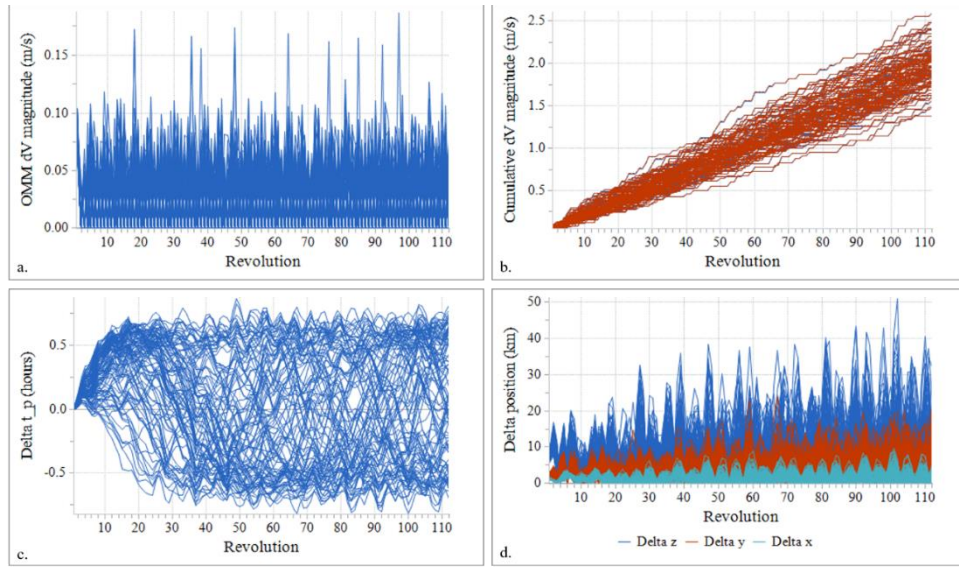 OMM dV magnitude (m/s)
0.15
0.10
0.05
0.00
10 20 30 40 50 60 70 80 90 100 110
Revolution
a.
Cumulative dV magnitude (m/s)
2.5
2.0
1.5
1.0
0.5
10 20 30 40 50 60 70 80 90 100 110
Revolution
b.
Delta t_p (hours)
0.5
0.0
-0.5
10 20 30 40 50 60 70 80 90 100 110
Revolution
c.
Delta position (km)
50
40
30
20
10
0
10 20 30 40 50 60 70 80 90 100 110
Revolution
Delta z Delta y Delta x
d.